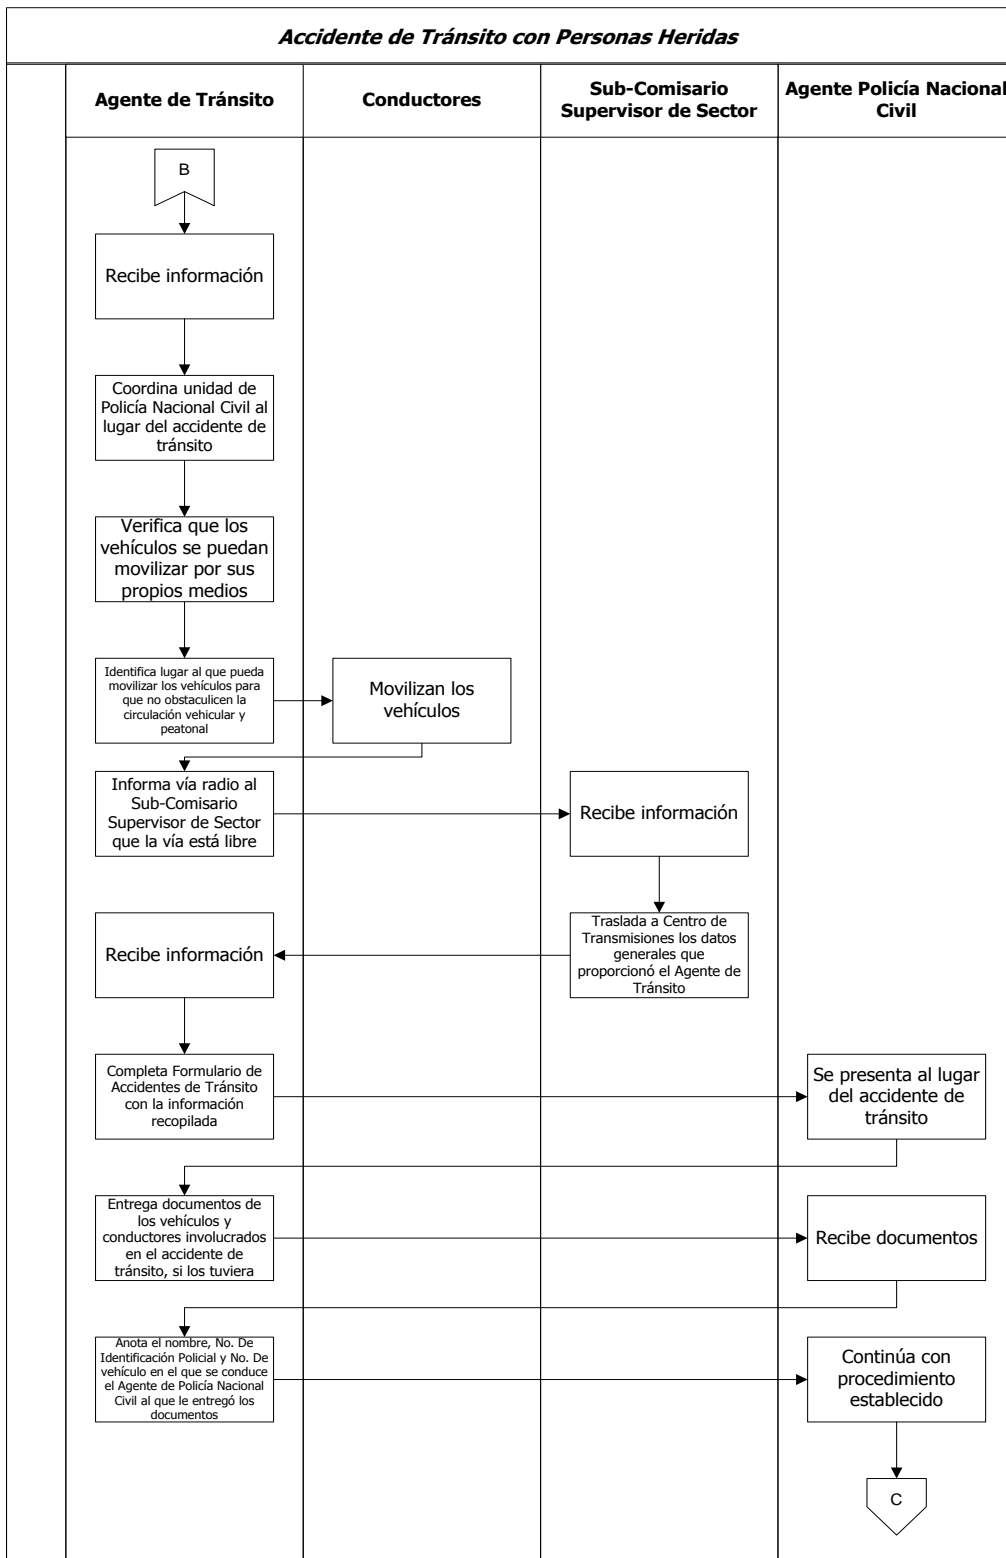 Accidente de Tránsito con Personas Heridas
Agente de Tránsito
Conductores
Sub-Comisario
Supervisor de Sector
Agente Policía Nacional
Civil
B
Recibe información
Coordina unidad de
Policía Nacional Civil al
lugar del accidente de
tránsito
Verifica que los
vehículos se puedan
movilizar por sus
propios medios
Identifica lugar al que pueda
movilizar los vehículos para
que no obstaculicen la
circulación vehicular y
peatonal
Movilizan los
vehículos
Informa vía radio al
Sub-Comisario
Supervisor de Sector
que la vía está libre
Recibe información
Traslada a Centro de
Transmisiones los datos
generales que
proporcionó el Agente de
Tránsito
Recibe información
Completa Formulario de
Accidentes de Tránsito
con la información
recopilada
Se presenta al lugar
del accidente de
tránsito
Entrega documentos de
los vehículos y
conductores involucrados
en el accidente de
tránsito, si los tuviera
Recibe documentos
Anota el nombre, No. De
Identificación Policial y No. De
vehículo en el que se conduce
el Agente de Policía Nacional
Civil al que le entregó los
documentos
Continúa con
procedimiento
establecido
C